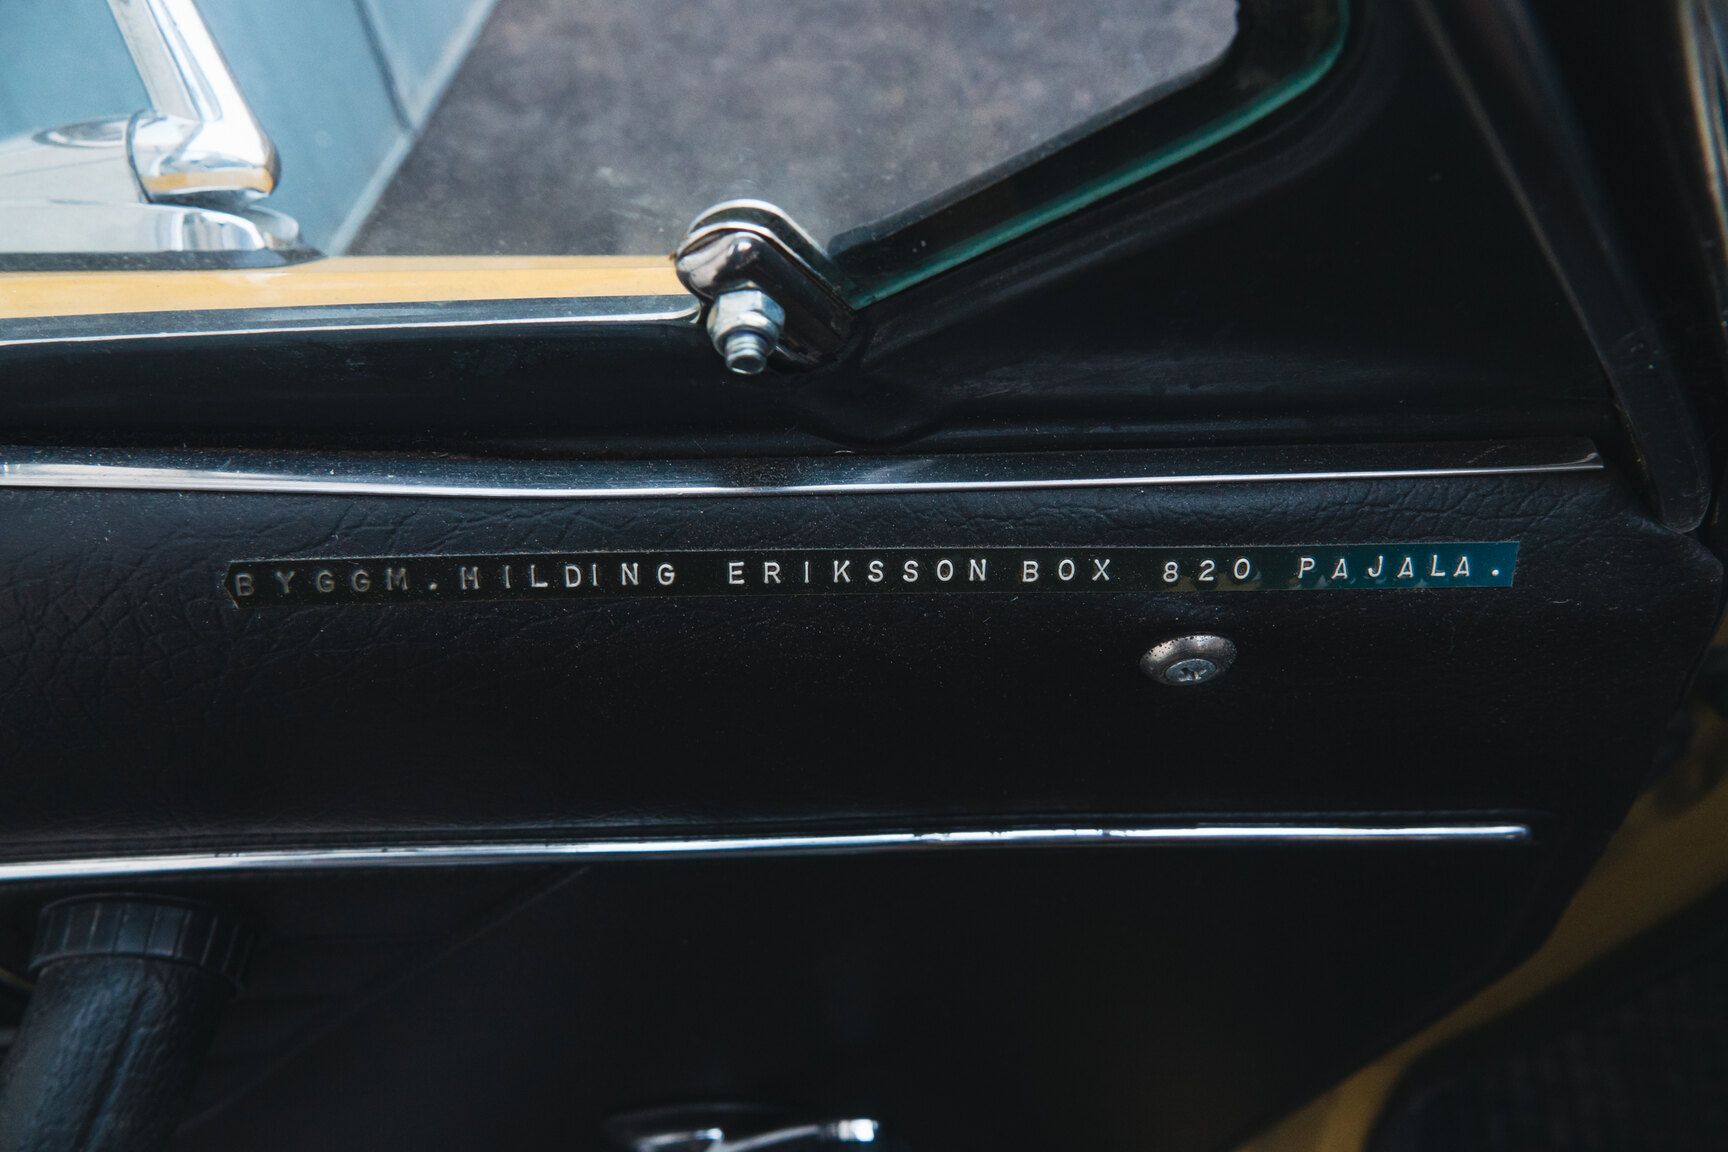 BYGGM. HILDING ERIKSSON BOX 820 PAJALA.